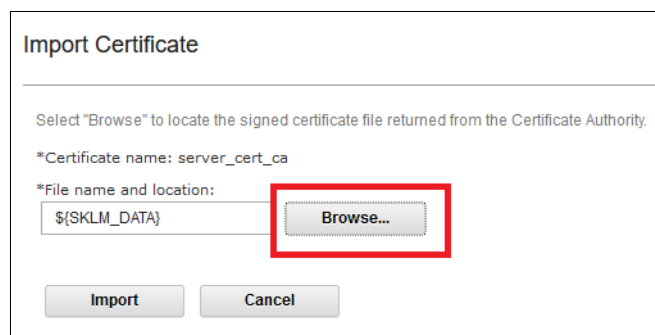 Import Certificate
Select "Browse" to locate the signed certificate file returned from the Certificate Authority.
*Certificate name: server_cert_ca
*File name and location:
${SKLM_DATA} Browse...
Import Cancel